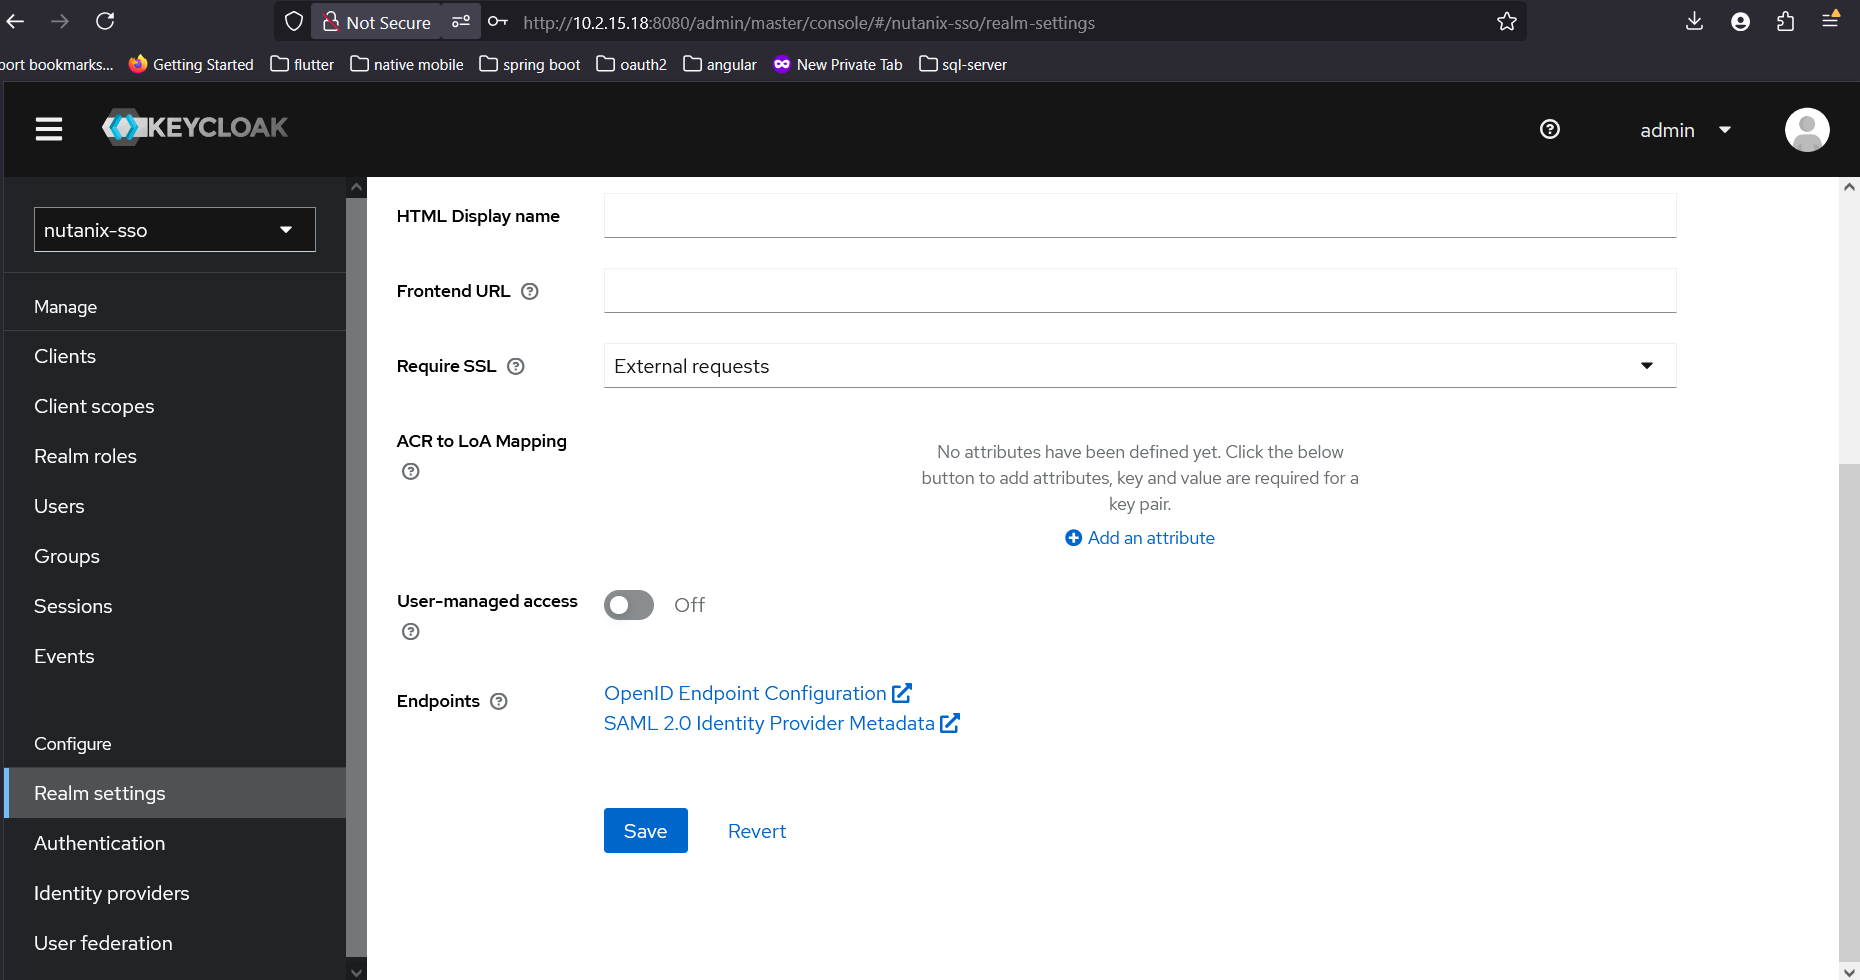 Not Secure
http://10.2.15.18:8080/admin/master/console/#/nutanix-sso/realm-settings
port bookmarks... Getting Started flutter native mobile spring boot oauth2 angular New Private Tab sql-server
KEYCLOAK
admin
nutanix-sso
Manage
Clients
Client scopes
Realm roles
Users
Groups
Sessions
Events
Configure
Realm settings
Authentication
Identity providers
User federation
HTML Display name
Frontend URL
Require SSL External requests
ACR to LoA Mapping
No attributes have been defined yet. Click the below
button to add attributes, key and value are required for a
key pair.
Add an attribute
User-managed access Off
Endpoints OpenID Endpoint Configuration
SAML 2.0 Identity Provider Metadata
Save Revert